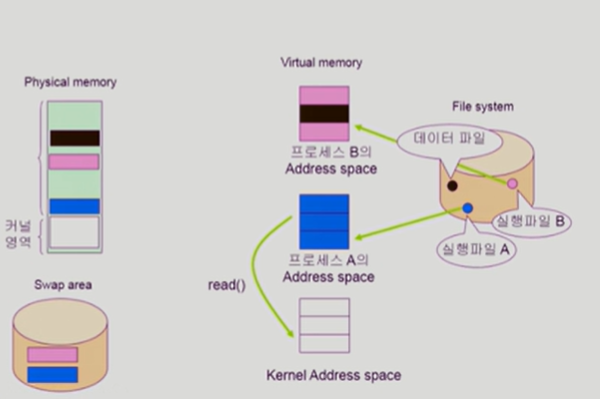 Virtual memory
Physical memory
File system
데이터 파일
프로세스 B의
Address space
실행파일 B
커널
영역
실행파일 A
프로세스 A의
Address space
Swap area
read()
Kernel Address space